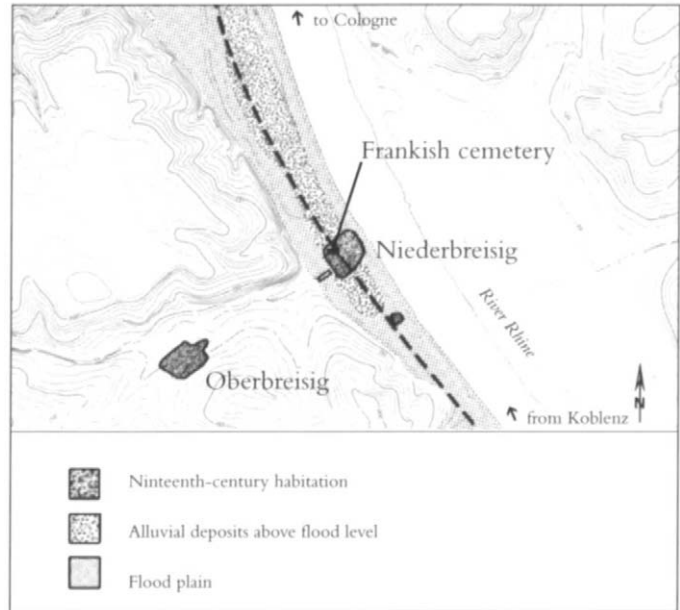 to Cologne
Frankish cemetery
Niederbreisig
River Rhine
Oberbreisig
N
from Koblenz
Ninteenth-century habitation
Alluvial deposits above flood level
Flood plain